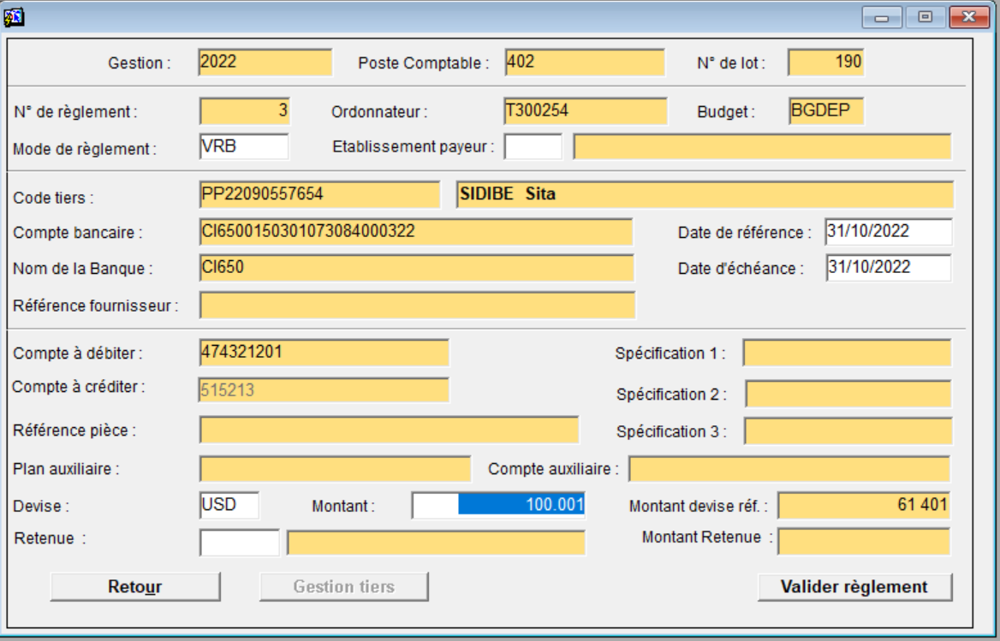 Gestion : 2022 Poste Comptable : 402 N° de lot : 190
N° de règlement : 3 Ordonnateur : T300254 Budget : BGDEP
Mode de règlement : VRB Etablissement payeur :
Code tiers : PP22090557654 SIDIBE Sita
Compte bancaire : CI6500150301073084000322 Date de référence : 31/10/2022
Nom de la Banque : CI650 Date d'échéance : 31/10/2022
Référence fournisseur :
Compte à débiter : 474321201 Spécification 1 :
Compte à créditer : 515213 Spécification 2 :
Référence pièce : Spécification 3 :
Plan auxiliaire : Compte auxiliaire :
Devise : USD Montant : 100.001 Montant devise réf. : 61 401
Retenue : Montant Retenue :
Retour Gestion tiers Valider règlement